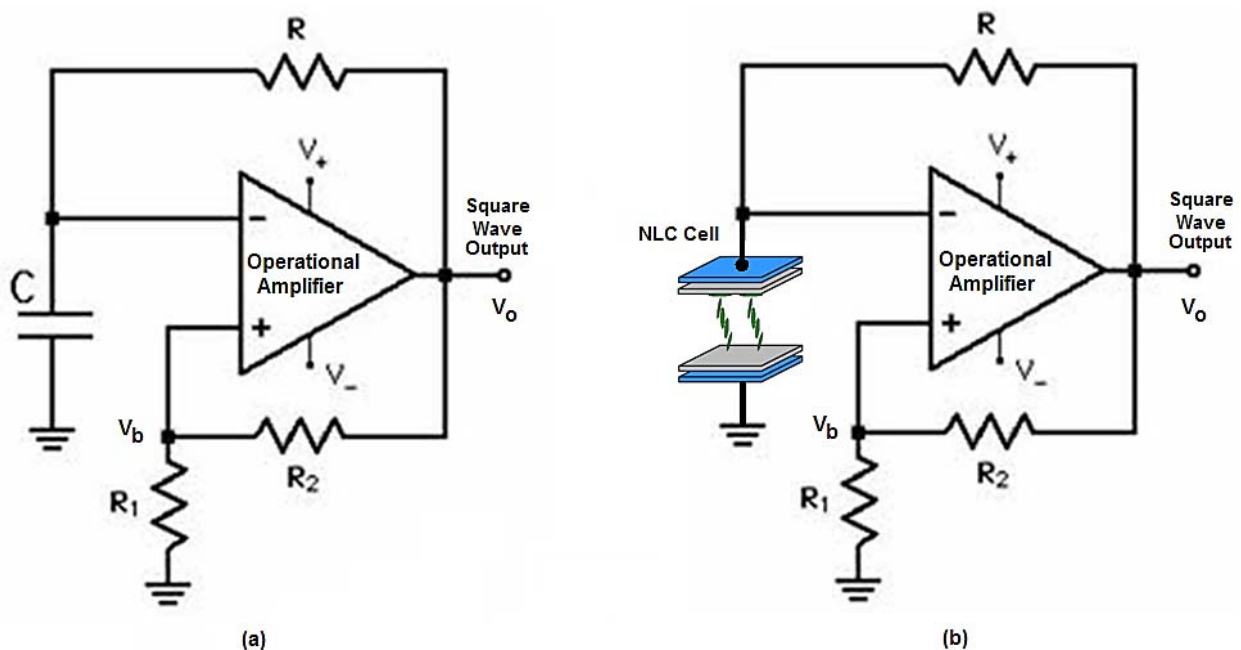 R
V+
−
Operational
Amplifier
Square
Wave
Output
C
+
V−
Vo
Vb
R2
R1
(a)
R
V+
NLC Cell
−
Operational
Amplifier
Square
Wave
Output
+
V−
Vo
Vb
R2
R1
(b)